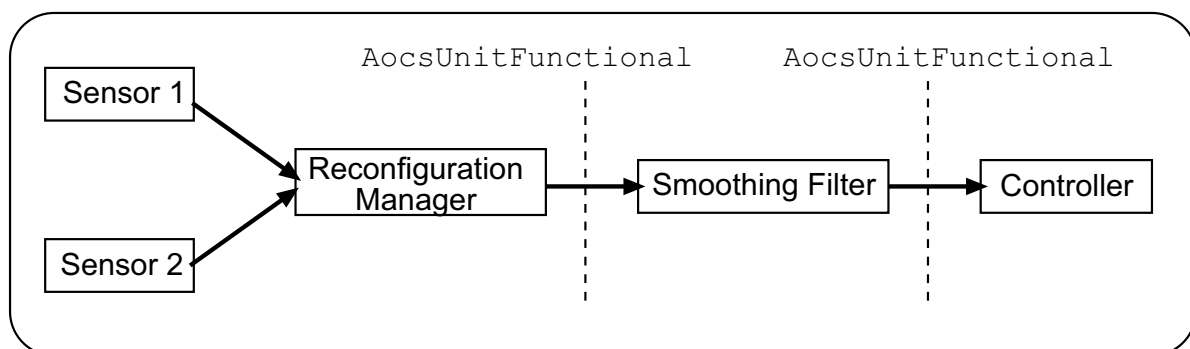 AocsUnitFunctional AocsUnitFunctional
Sensor 1
Reconfiguration
Manager
Smoothing Filter
Controller
Sensor 2